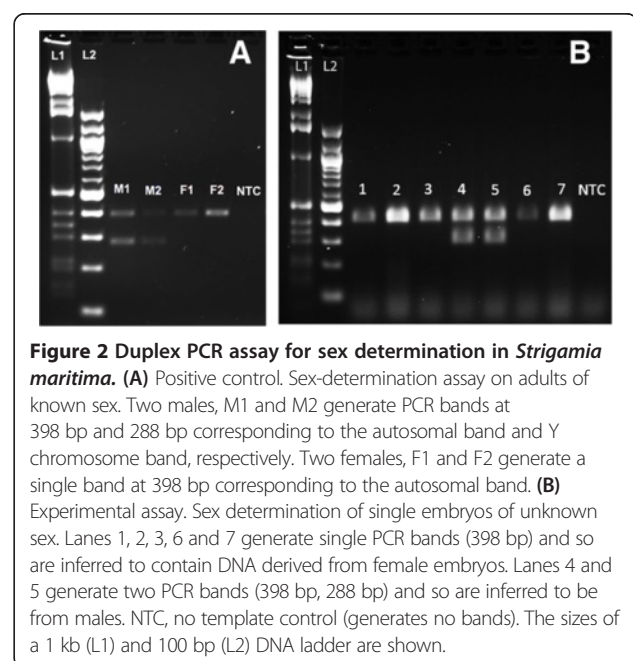 A
L1
L2
M1
M2
F1
F2
NTC
B
L1
L2
1
2
3
4
5
6
7
NTC
Figure 2 Duplex PCR assay for sex determination in Strigamia
maritima. (A) Positive control. Sex-determination assay on adults of
known sex. Two males, M1 and M2 generate PCR bands at
398 bp and 288 bp corresponding to the autosomal band and Y
chromosome band, respectively. Two females, F1 and F2 generate a
single band at 398 bp corresponding to the autosomal band. (B)
Experimental assay. Sex determination of single embryos of unknown
sex. Lanes 1, 2, 3, 6 and 7 generate single PCR bands (398 bp) and so
are inferred to contain DNA derived from female embryos. Lanes 4 and
5 generate two PCR bands (398 bp, 288 bp) and so are inferred to be
from males. NTC, no template control (generates no bands). The sizes of
a 1 kb (L1) and 100 bp (L2) DNA ladder are shown.